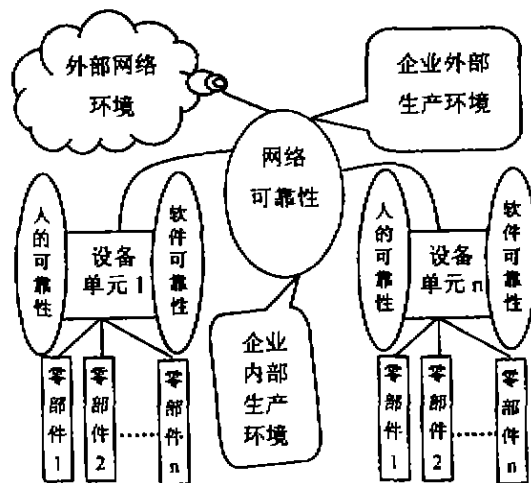 外部网络
环境
企业外部
生产环境
网络
可靠性
人的可靠性
设备
单元1
软件可靠性
人的可靠性
设备
单元n
软件可靠性
企业
内部
生产
环境
零部件1
零部件2
……
零部件n
零部件1
零部件2
……
零部件n